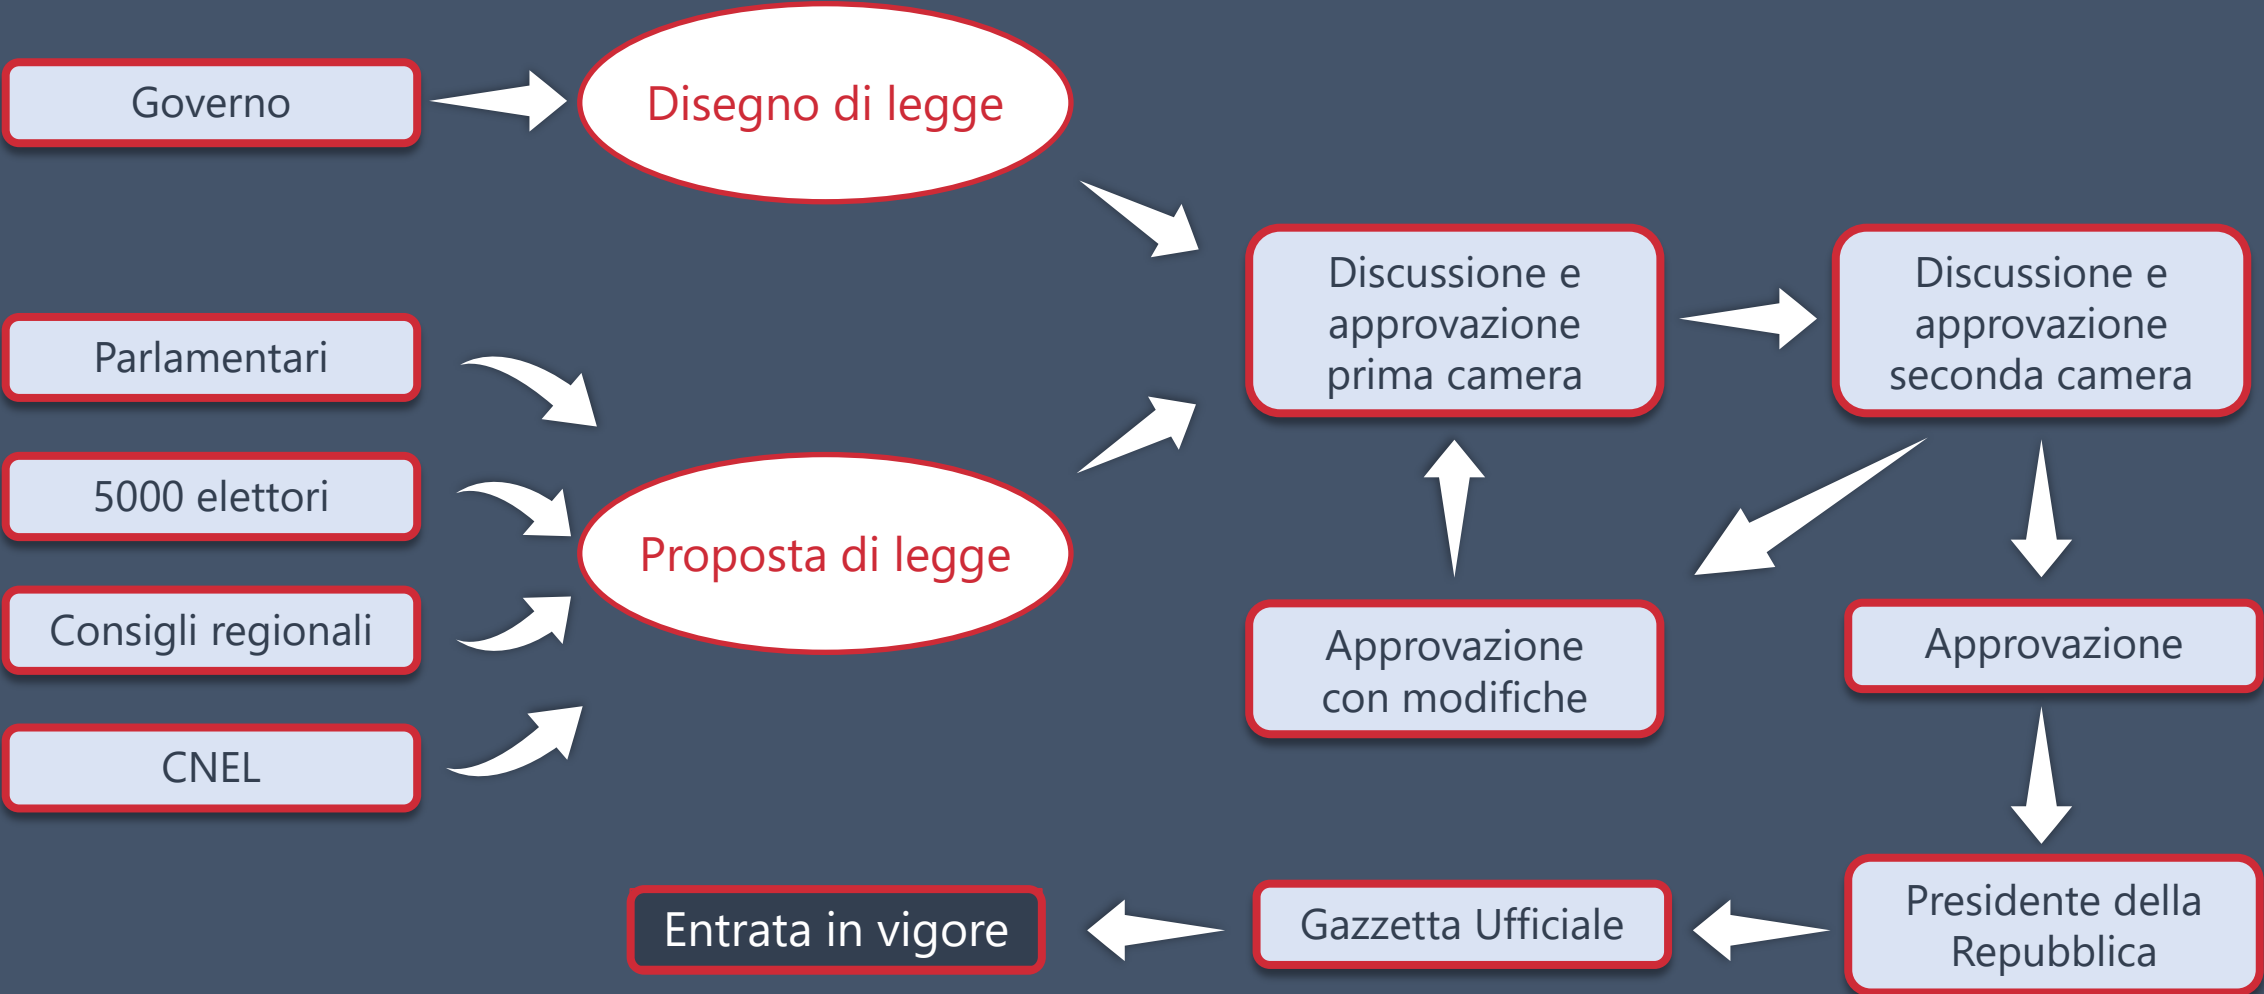 Governo
Disegno di legge
Parlamentari
5000 elettori
Consigli regionali
CNEL
Proposta di legge
Discussione e
approvazione
prima camera
Discussione e
approvazione
seconda camera
Approvazione
con modifiche
Approvazione
Presidente della
Repubblica
Gazzetta Ufficiale
Entrata in vigore